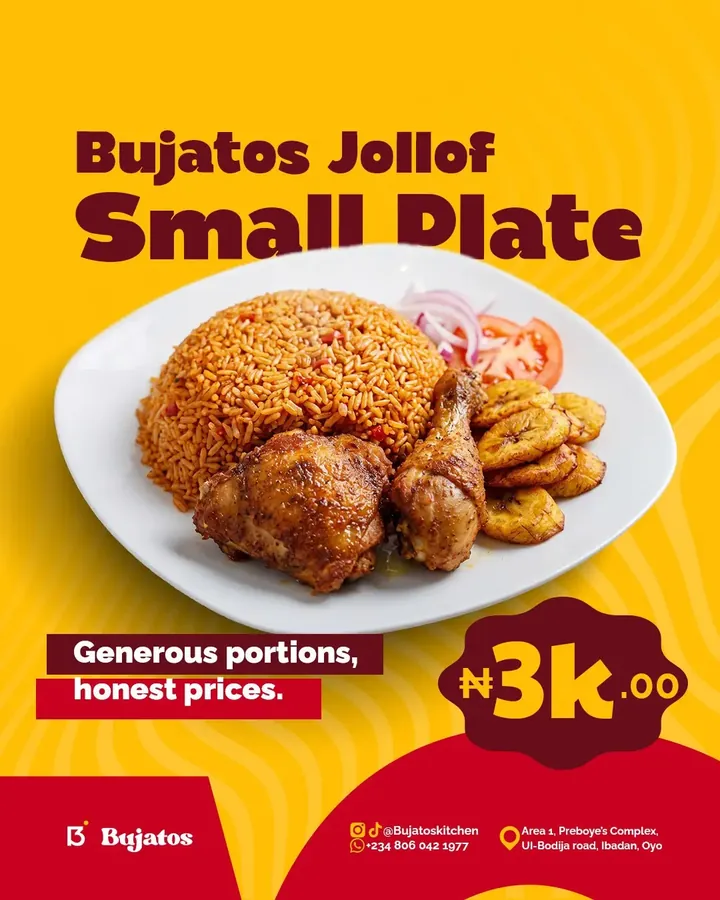 Bujatos Jollof
Small Plate
Generous portions,
honest prices.
₦3k.00
B Bujatos
@Bujatoskitchen
+234 806 042 1977
Area 1, Preboye's Complex,
UI-Bodija road, Ibadan, Oyo